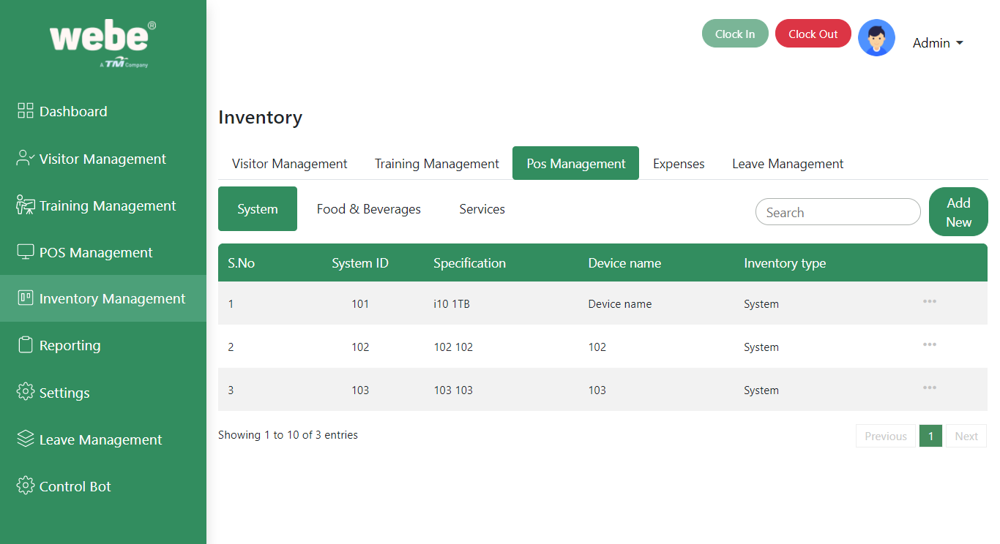 webe®
A TM Company
Clock In Clock Out Admin
Dashboard
Visitor Management
Training Management
POS Management
Inventory Management
Reporting
Settings
Leave Management
Control Bot
Inventory
Visitor Management Training Management Pos Management Expenses Leave Management
System Food & Beverages Services Search Add
New
S.No System ID Specification Device name Inventory type
1 101 i10 1TB Device name System
2 102 102 102 102 System
3 103 103 103 103 System
Showing 1 to 10 of 3 entries Previous 1 Next